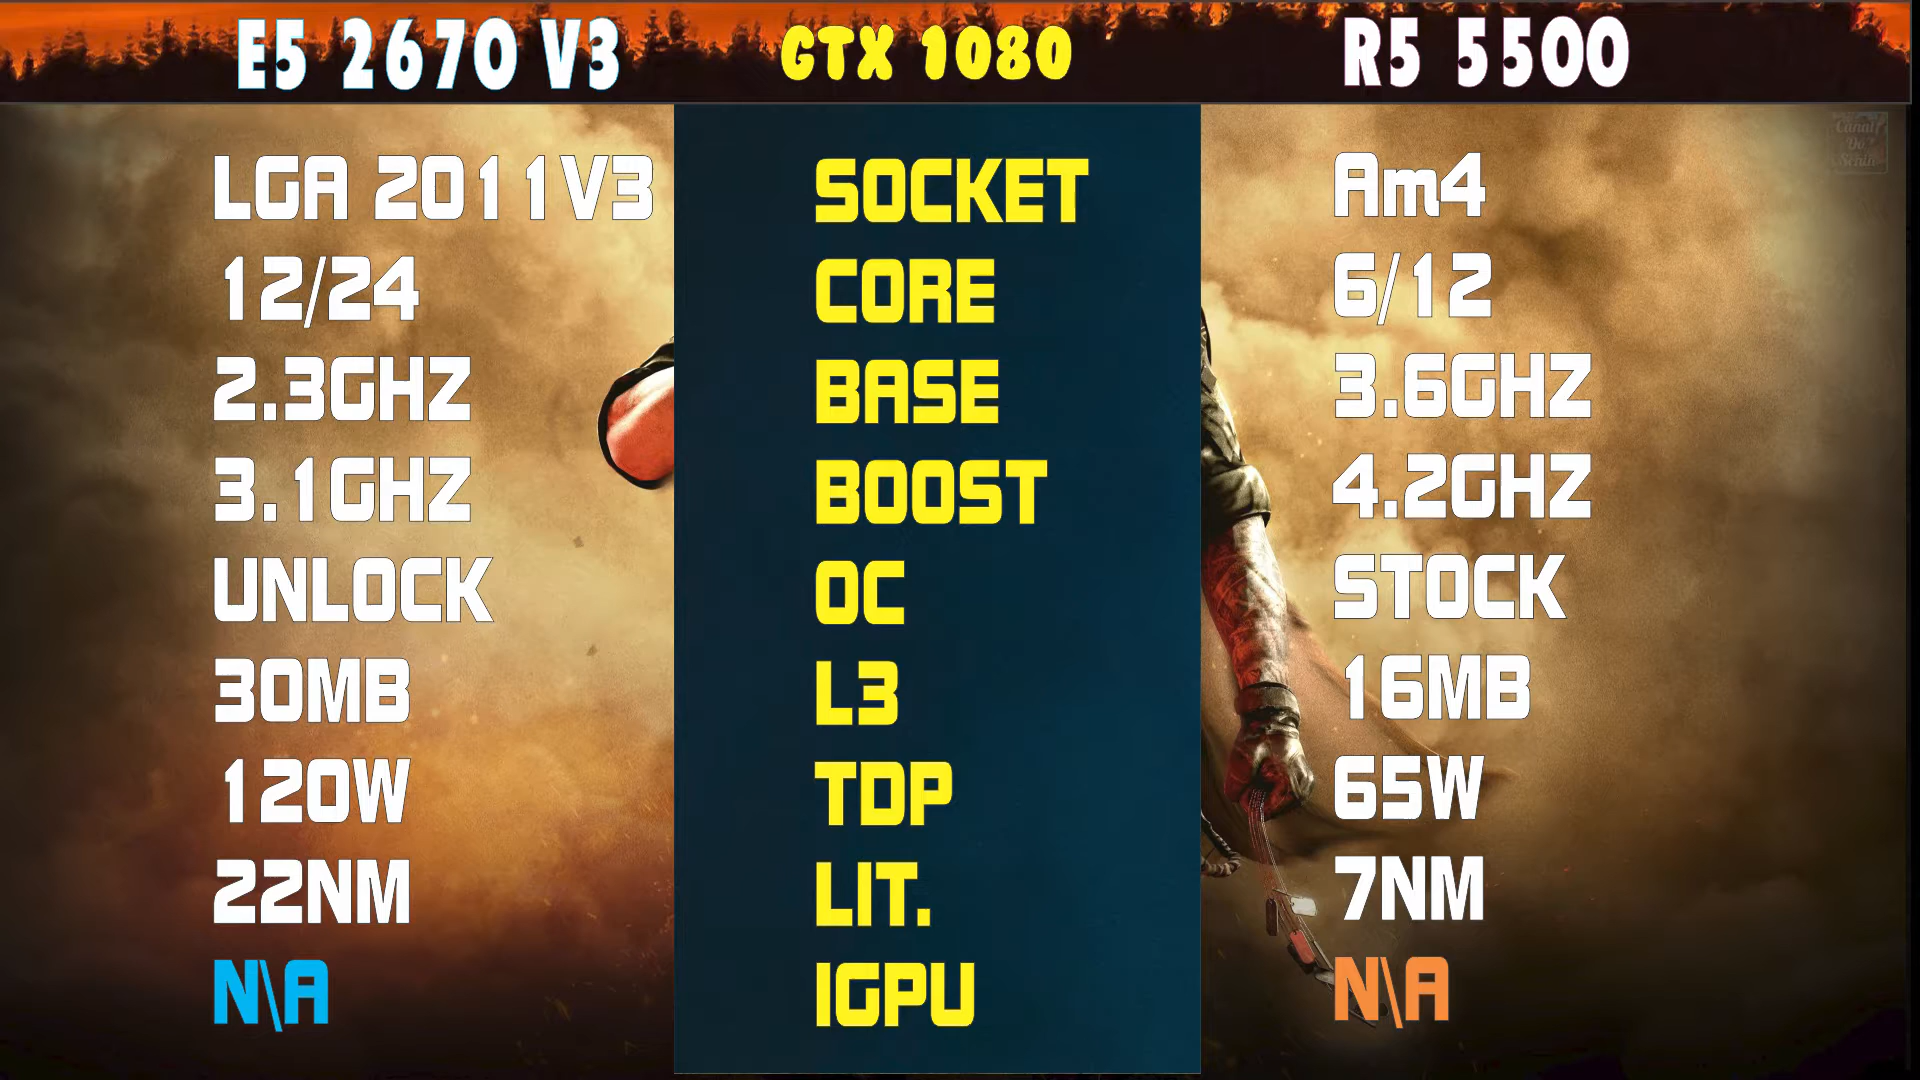 E5 2670 V3 GTX 1080 R5 5500
Canal
Do
LGA 2011V3 SOCKET Am4
12/24 CORE 6/12
2.3GHZ BASE 3.6GHZ
3.1GHZ BOOST 4.2GHZ
UNLOCK OC STOCK
30MB L3 16MB
120W TDP 65W
22NM LIT. 7NM
N\A IGPU N\A